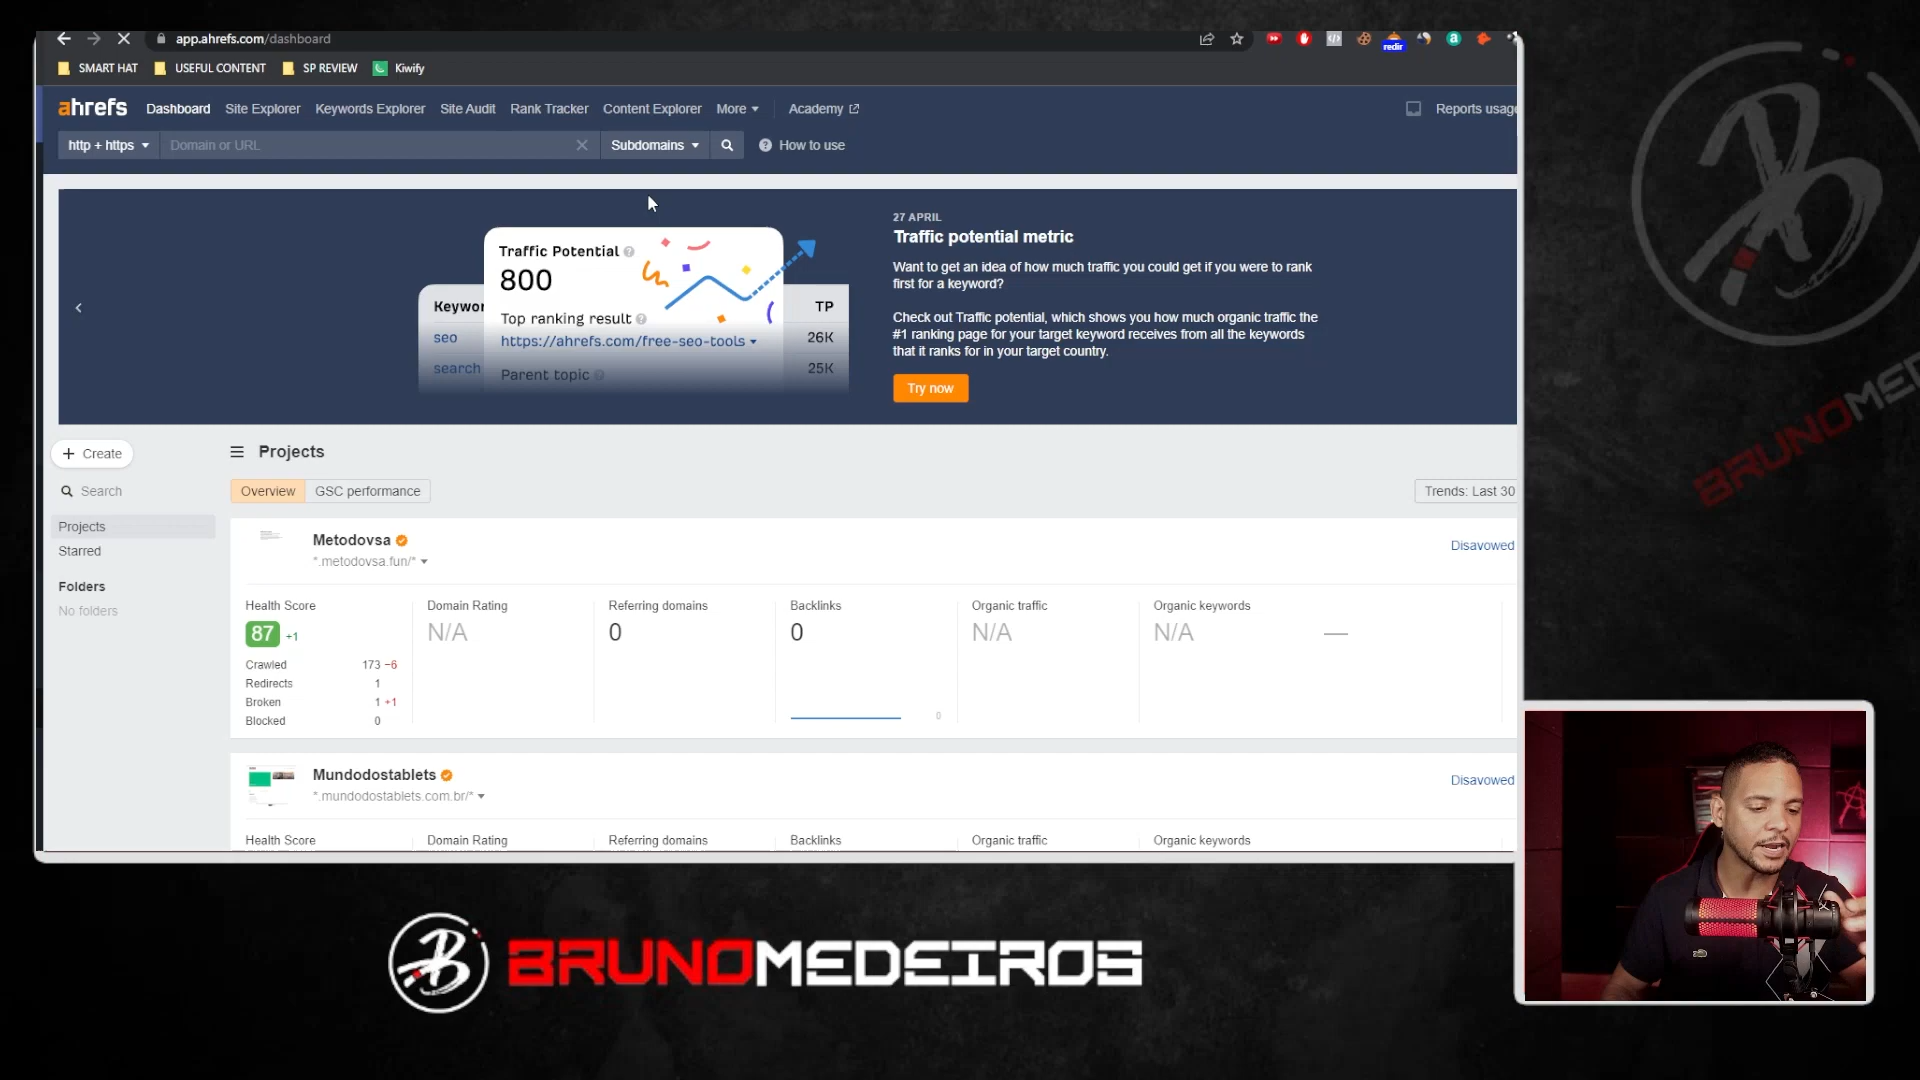 app.ahrefs.com/dashboard
redir
SMART HAT USEFUL CONTENT SP REVIEW Kiwify
ahrefs Dashboard Site Explorer Keywords Explorer Site Audit Rank Tracker Content Explorer More Academy Reports usage
http + https Domain or URL Subdomains How to use
27 APRIL
Traffic potential metric
Want to get an idea of how much traffic you could get if you were to rank
first for a keyword?
Check out Traffic potential, which shows you how much organic traffic the
#1 ranking page for your target keyword receives from all the keywords
that it ranks for in your target country.
Try now
Traffic Potential
800
Top ranking result
https://ahrefs.com/free-seo-tools
Parent topic
TP
seo 26K
search 25K
+ Create
Search
Projects
Starred
Folders
No folders
Projects
Overview GSC performance Trends: Last 30
Metodovsa Disavowed
*.metodovsa.fun/*
Health Score Domain Rating Referring domains Backlinks Organic traffic Organic keywords
87 +1 N/A 0 0 N/A N/A —
Crawled 173 −6
Redirects 1
Broken 1 +1
Blocked 0
0
Mundodostablets Disavowed
*.mundodostablets.com.br/*
Health Score Domain Rating Referring domains Backlinks Organic traffic Organic keywords
BRUNOMEDEIROS